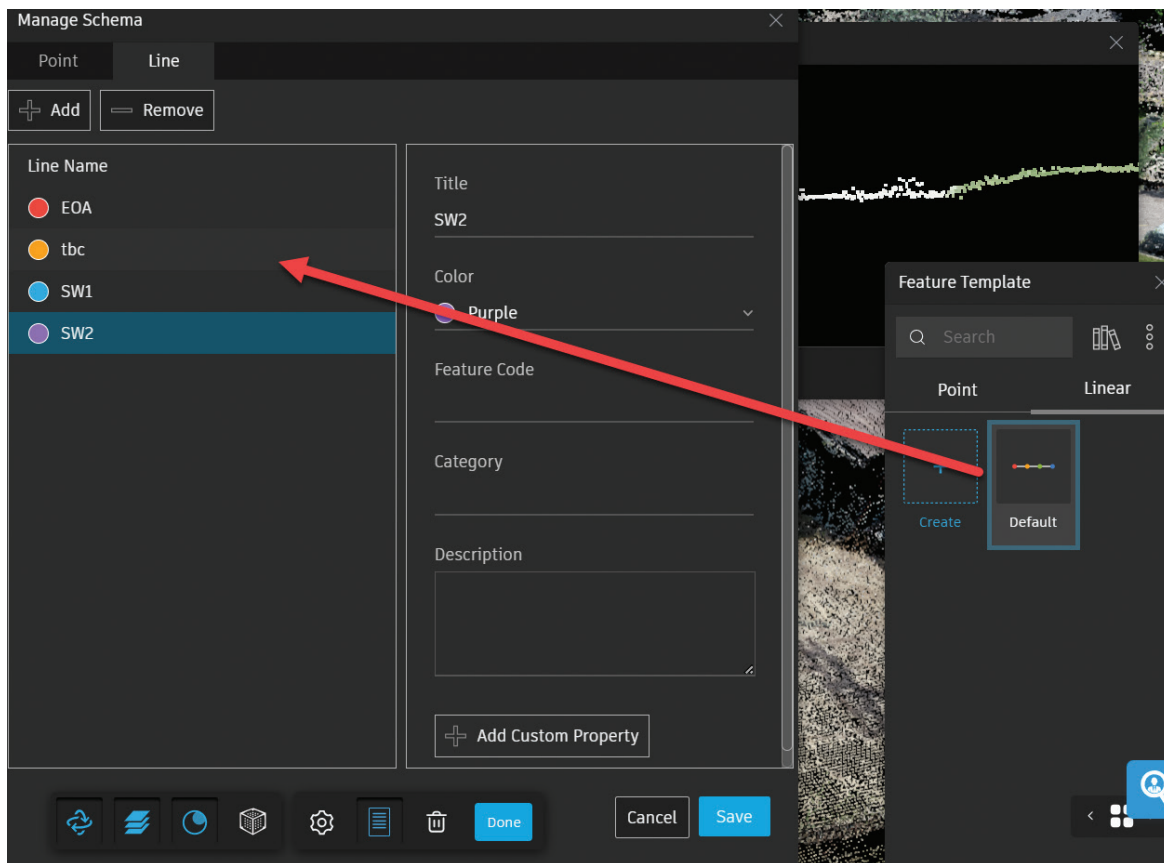 Manage Schema
Point
Line
Add
Remove
Line Name
EOA
tbc
SW1
SW2
Title
SW2
Color
Purple
Feature Code
Category
Description
Add Custom Property
Done
Cancel
Save
Feature Template
Search
Point
Linear
Create
Default